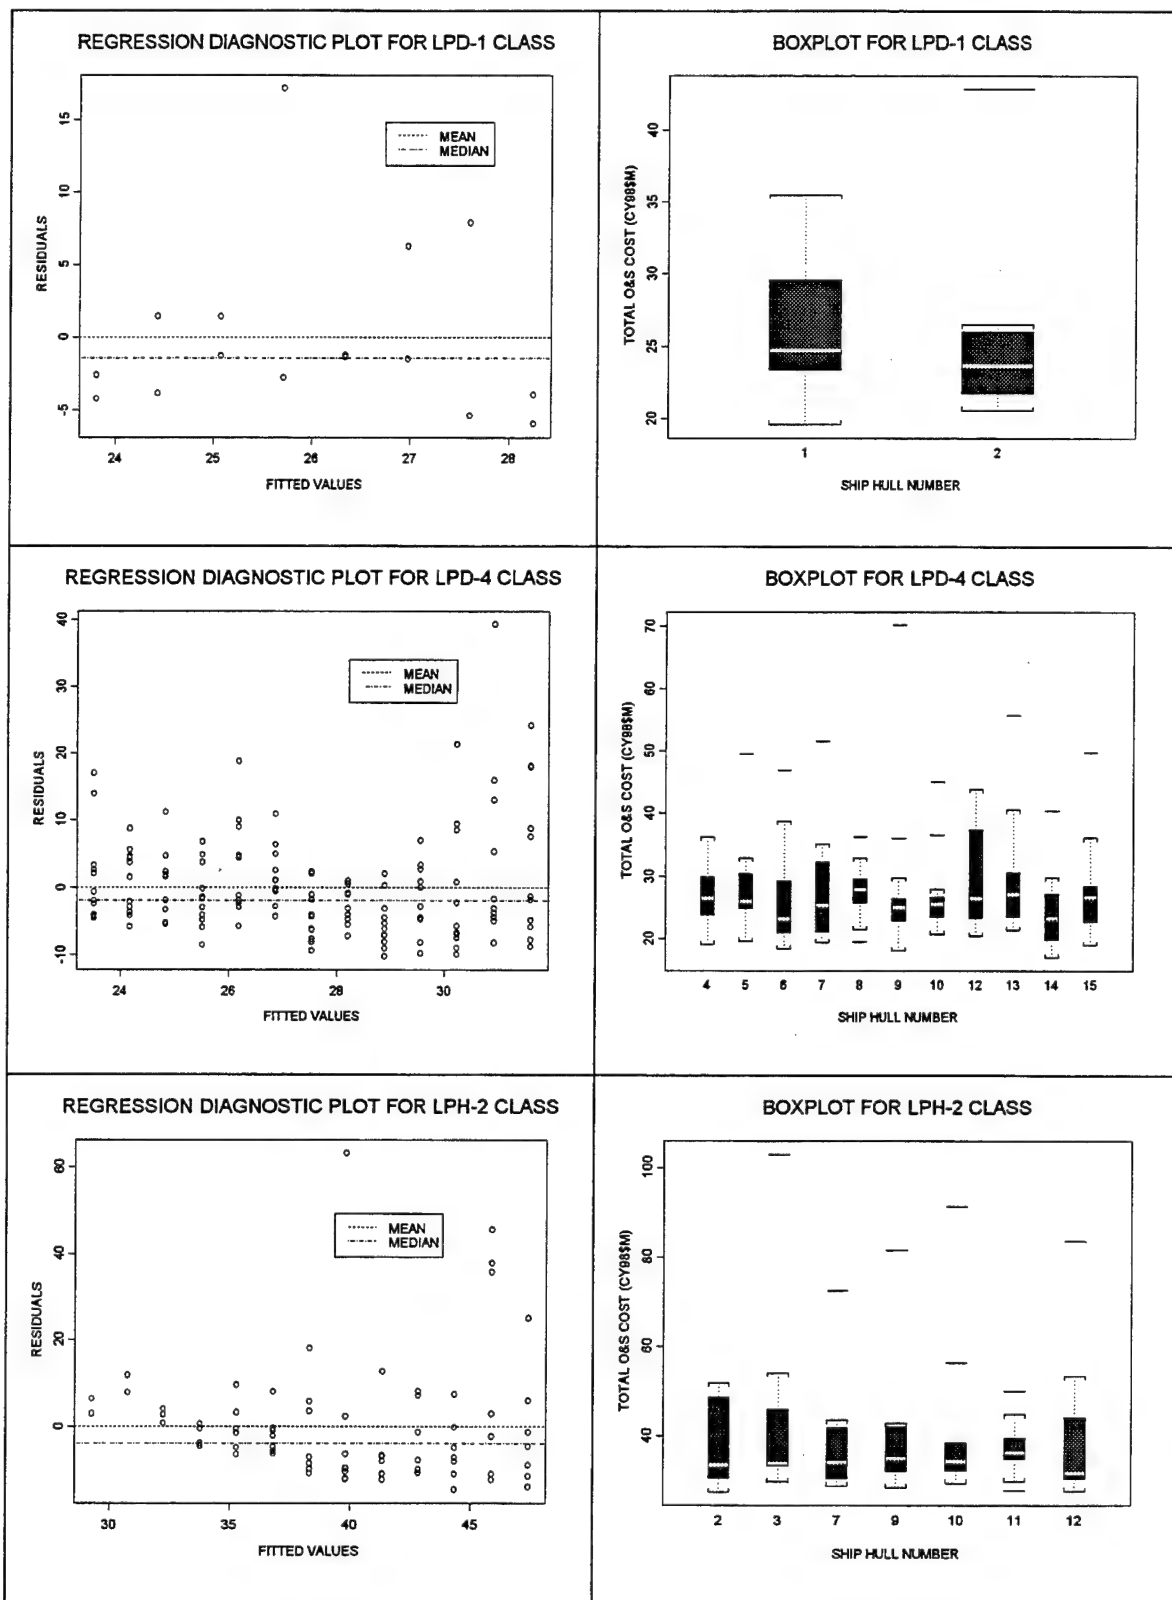 REGRESSION DIAGNOSTIC PLOT FOR LPD-1 CLASS
15
10
5
0
-5
RESIDUALS
MEAN
MEDIAN
24 25 26 27 28
FITTED VALUES
BOXPLOT FOR LPD-1 CLASS
40
35
30
25
20
TOTAL O&S COST (CY98$M)
1 2
SHIP HULL NUMBER
REGRESSION DIAGNOSTIC PLOT FOR LPD-4 CLASS
40
30
20
10
0
-10
RESIDUALS
MEAN
MEDIAN
24 26 28 30
FITTED VALUES
BOXPLOT FOR LPD-4 CLASS
70
60
50
40
30
20
TOTAL O&S COST (CY98$M)
4 5 6 7 8 9 10 12 13 14 15
SHIP HULL NUMBER
REGRESSION DIAGNOSTIC PLOT FOR LPH-2 CLASS
60
40
20
0
RESIDUALS
MEAN
MEDIAN
30 35 40 45
FITTED VALUES
BOXPLOT FOR LPH-2 CLASS
100
80
60
40
TOTAL O&S COST (CY98$M)
2 3 7 9 10 11 12
SHIP HULL NUMBER